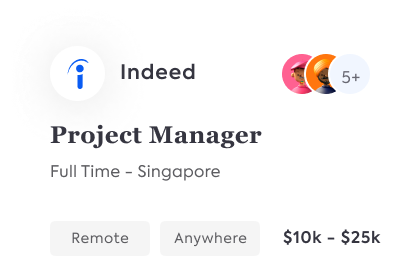 Indeed
5+
Project Manager
Full Time - Singapore
Remote
Anywhere
$10k - $25k